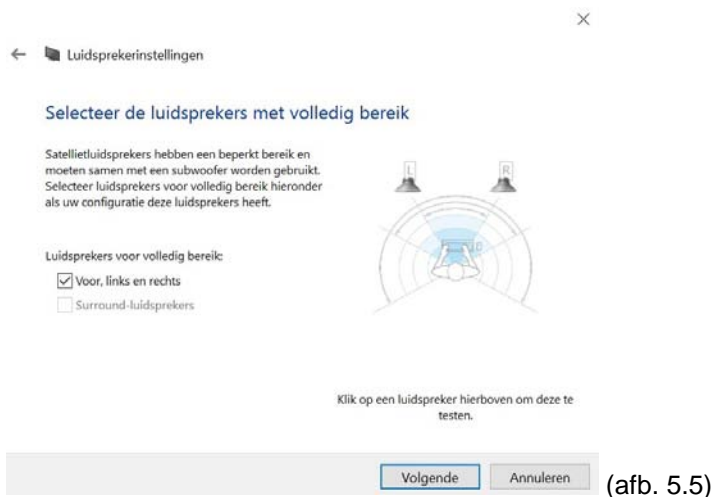 Luidsprekerinstellingen
Selecteer de luidsprekers met volledig bereik
Satellietluidsprekers hebben een beperkt bereik en
moeten samen met een subwoofer worden gebruikt.
Selecteer luidsprekers voor volledig bereik hieronder
als uw configuratie deze luidsprekers heeft.
L R
Luidsprekers voor volledig bereik:
Voor, links en rechts
Surround-luidsprekers
Klik op een luidspreker hierboven om deze te
testen.
Volgende Annuleren (afb. 5.5)